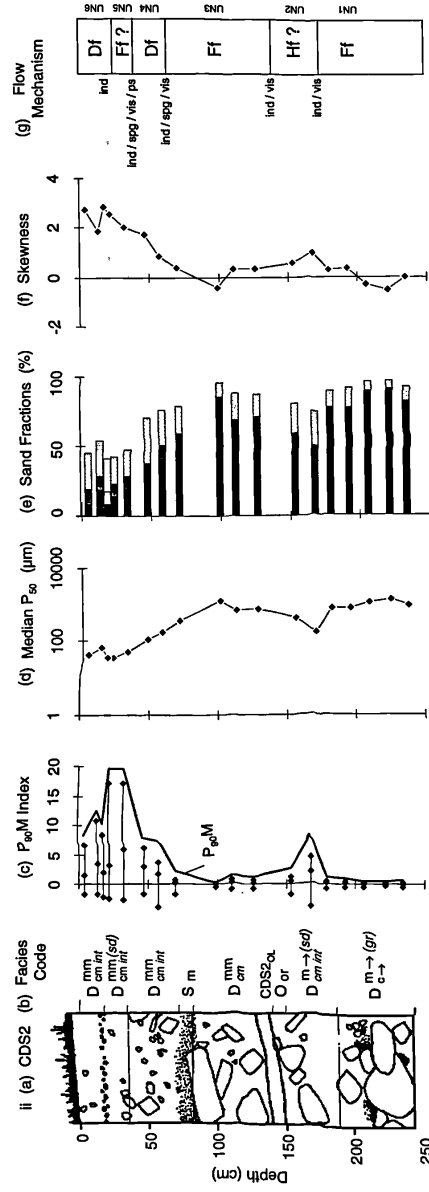 ii (a) CDS2
Depth (cm)
0
50
100
150
200
250
(b) Facies Code
D mm cm int
D mm (sd) cm int
D mm cm int
S m
D mm cm
CDS2OL
O or
D m→(sd) cm int
D m→(gr) c→
(c) P90M Index
20
15
10
5
0
P90M
(d) Median P50 (µm)
10000
100
1
(e) Sand Fractions (%)
100
50
0
(f) Skewness
4
2
0
-2
(g) Flow Mechanism
ind
ind / spg / vis / ps
ind / spg / vis
ind / vis
ind / vis
Df UN6
Ff ? UN5
Df UN4
Ff UN3
Hf ? UN2
Ff UN1